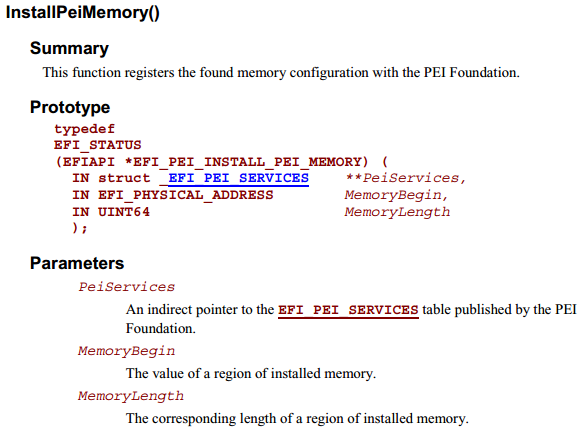 InstallPeiMemory()
Summary
This function registers the found memory configuration with the PEI Foundation.
Prototype
typedef
EFI_STATUS
(EFIAPI *EFI_PEI_INSTALL_PEI_MEMORY) (
IN struct _EFI_PEI_SERVICES **PeiServices,
IN EFI_PHYSICAL_ADDRESS MemoryBegin,
IN UINT64 MemoryLength
);
Parameters
PeiServices
An indirect pointer to the EFI_PEI_SERVICES table published by the PEI
Foundation.
MemoryBegin
The value of a region of installed memory.
MemoryLength
The corresponding length of a region of installed memory.